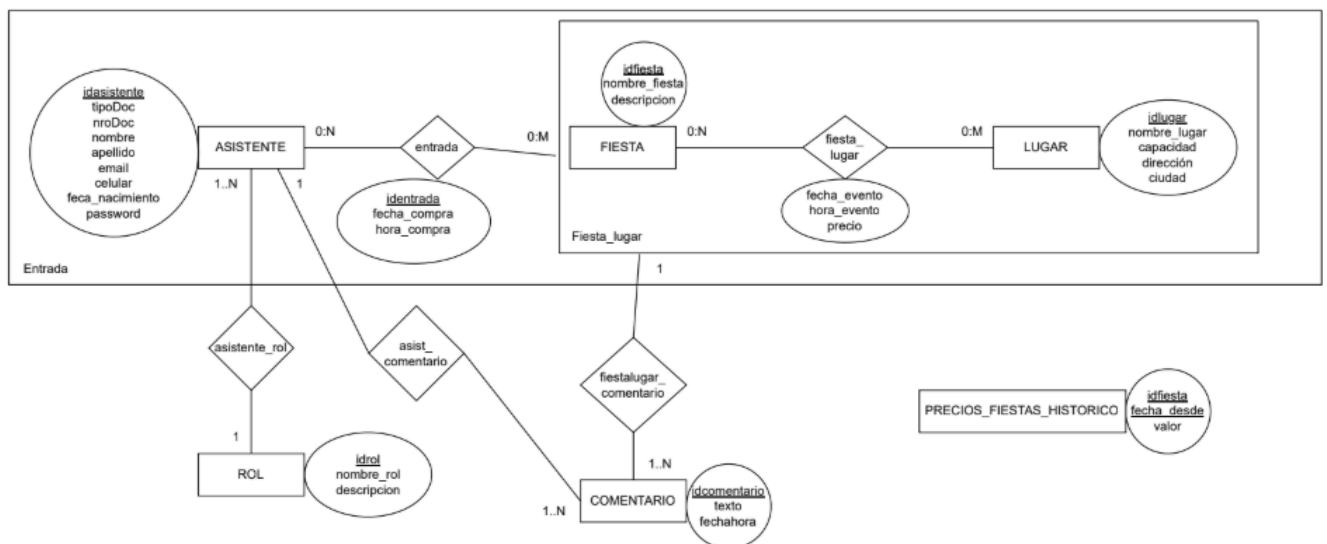 idfiesta
nombre_fiesta
descripcion
idasistente
tipoDoc
nroDoc
nombre
apellido
email
celular
feca_nacimiento
password
ASISTENTE
0:N
entrada
0:M
identrada
fecha_compra
hora_compra
FIESTA
0:N
fiesta_
lugar
0:M
fecha_evento
hora_evento
precio
LUGAR
idlugar
nombre_lugar
capacidad
dirección
ciudad
1..N
1
Fiesta_lugar
Entrada
1
asistente_rol
asist_
comentario
fiestalugar_
comentario
PRECIOS_FIESTAS_HISTORICO
idfiesta
fecha_desde
valor
1
ROL
idrol
nombre_rol
descripcion
1..N
1..N
COMENTARIO
idcomentario
texto
fechahora